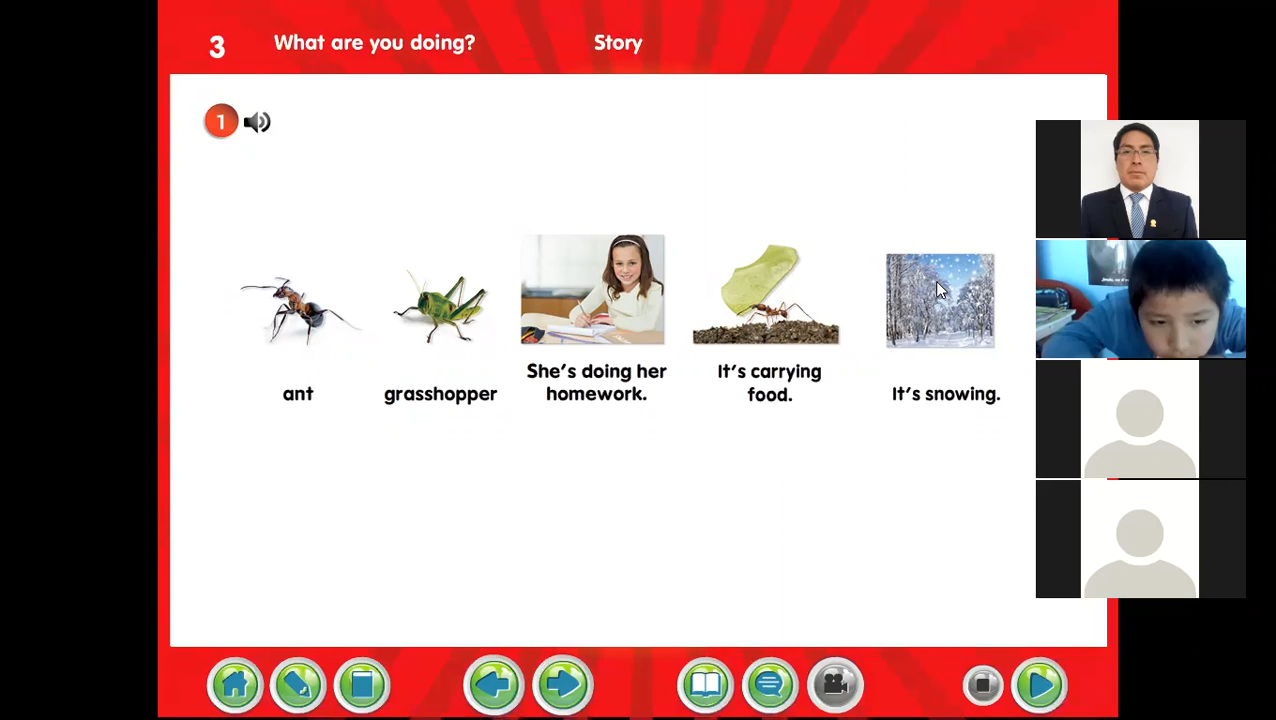 3 What are you doing? Story
1
ant
grasshopper
She's doing her
homework.
It's carrying
food.
It's snowing.